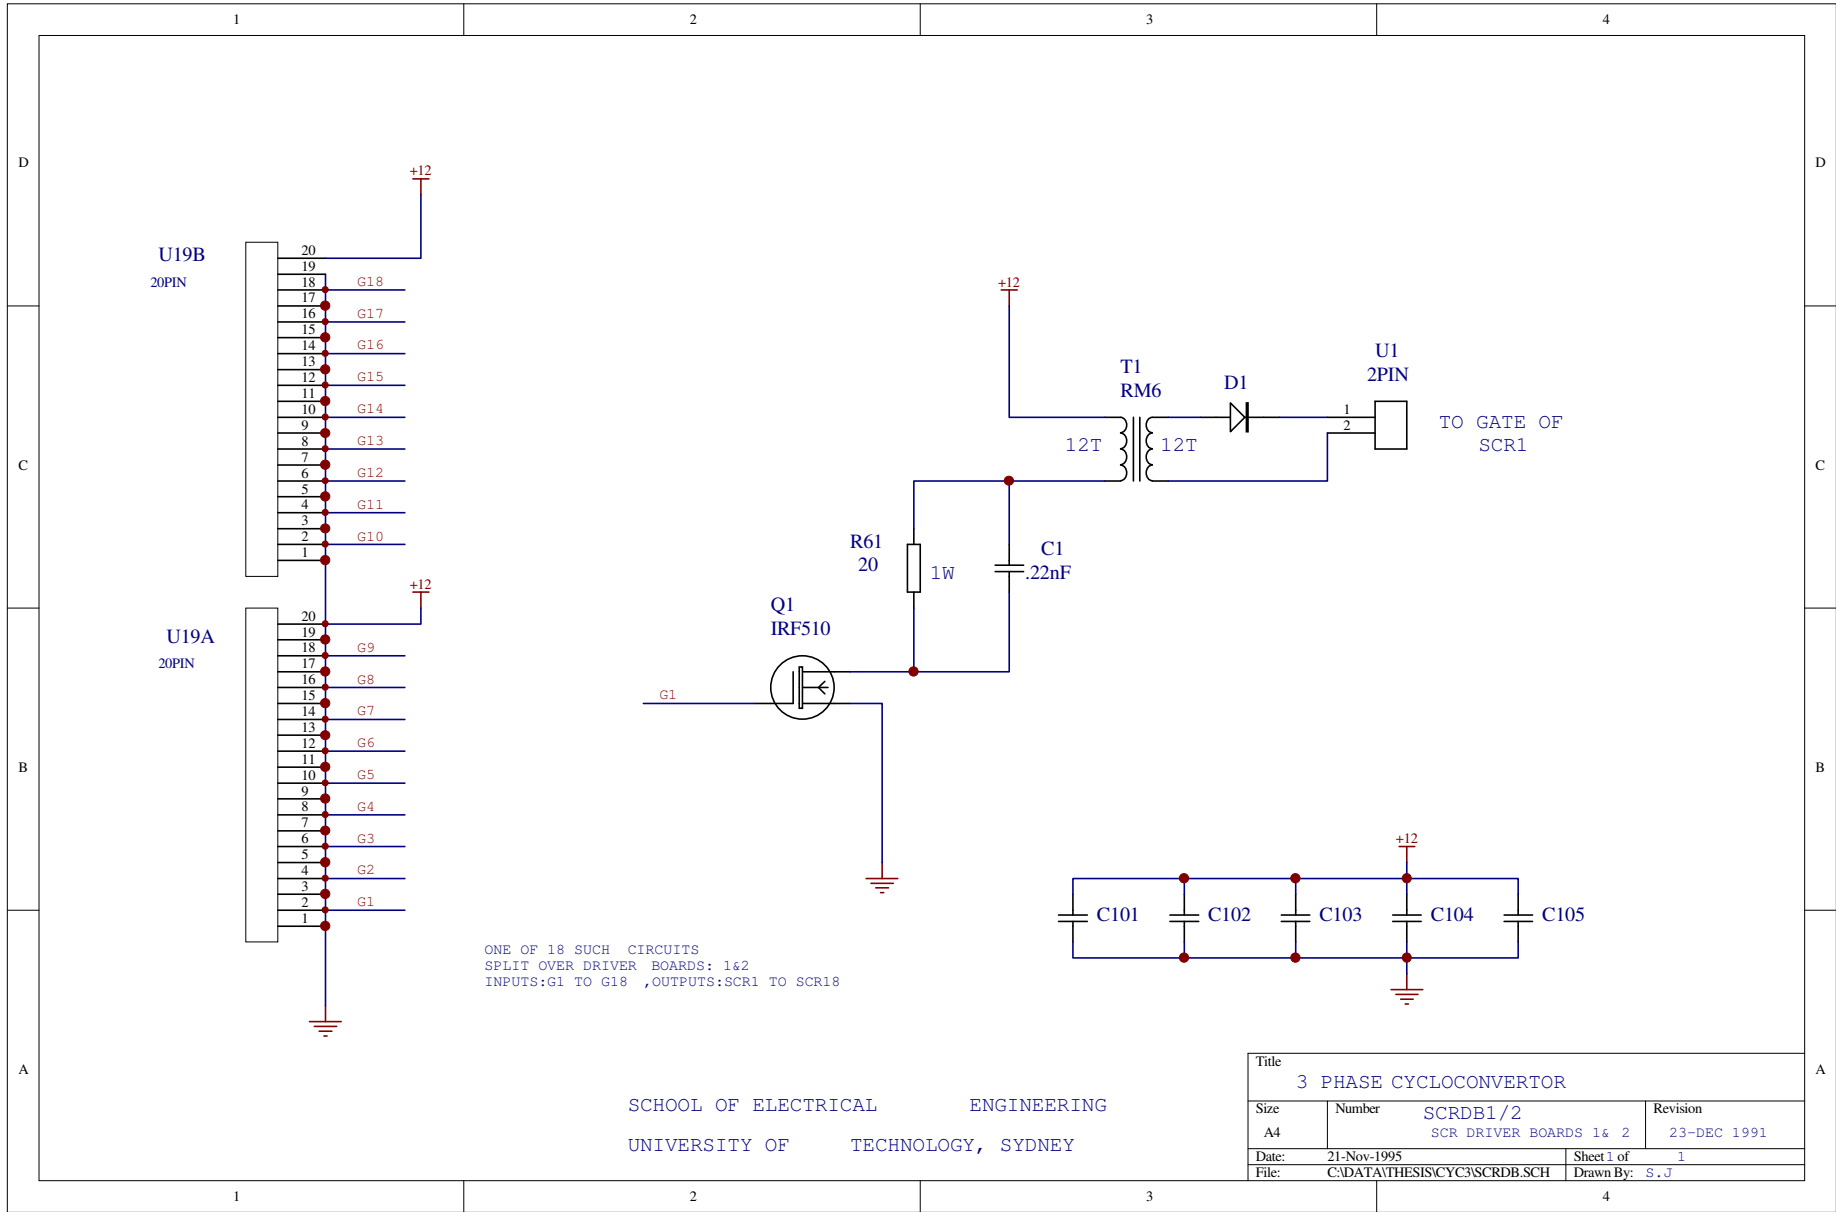 1 2 3 4
D D
C C
B B
A A
+12
U19B
20PIN
20
19
18 G18
17
16 G17
15
14 G16
13
12 G15
11
10 G14
9
8 G13
7
6 G12
5
4 G11
3
2 G10
1
+12
U19A
20PIN
20
19
18 G9
17
16 G8
15
14 G7
13
12 G6
11
10 G5
9
8 G4
7
6 G3
5
4 G2
3
2 G1
1
+12
T1
RM6
12T 12T
D1
U1
2PIN
1
2
TO GATE OF
SCR1
R61
20
1W
C1
.22nF
Q1
IRF510
G1
+12
C101 C102 C103 C104 C105
ONE OF 18 SUCH CIRCUITS
SPLIT OVER DRIVER BOARDS: 1&2
INPUTS:G1 TO G18 ,OUTPUTS:SCR1 TO SCR18
SCHOOL OF ELECTRICAL ENGINEERING
UNIVERSITY OF TECHNOLOGY, SYDNEY
Title
3 PHASE CYCLOCONVERTOR
Size Number SCRDB1/2 Revision
A4 SCR DRIVER BOARDS 1& 2 23-DEC 1991
Date: 21-Nov-1995 Sheet 1 of 1
File: C:\DATA\THESIS\CYC3\SCRDB.SCH Drawn By: S.J
1 2 3 4